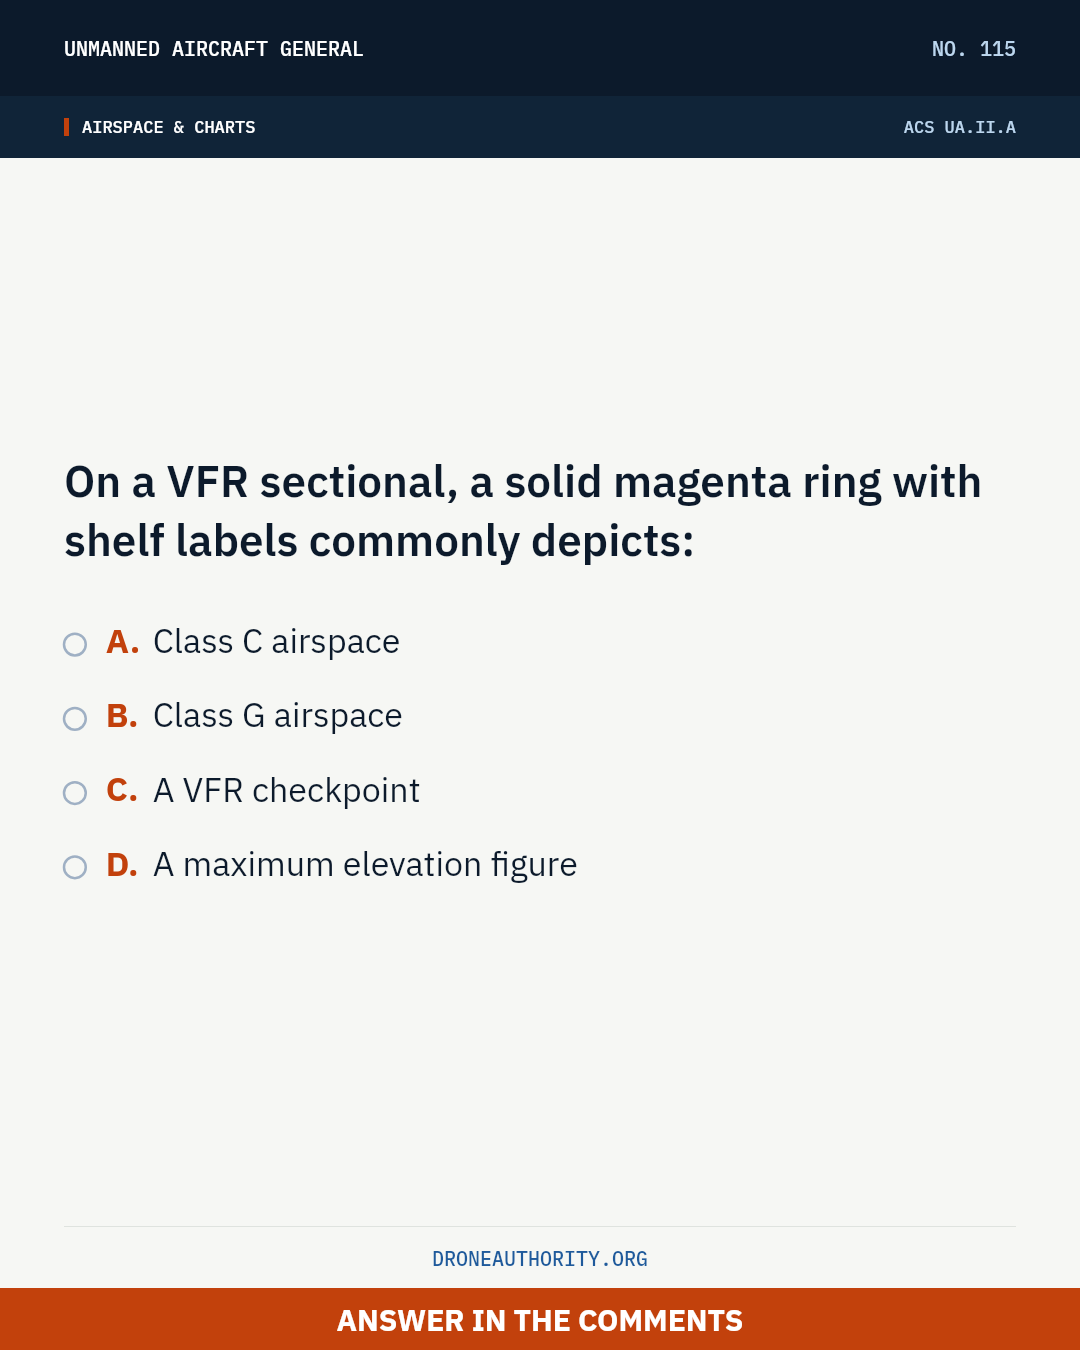 UNMANNED AIRCRAFT GENERAL
NO. 115
AIRSPACE & CHARTS
ACS UA.II.A
On a VFR sectional, a solid magenta ring with
shelf labels commonly depicts:
A. Class C airspace
B. Class G airspace
C. A VFR checkpoint
D. A maximum elevation figure
DRONEAUTHORITY.ORG
ANSWER IN THE COMMENTS